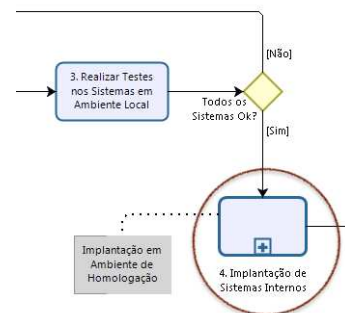 [Não]
3. Realizar Testes
nos Sistemas em
Ambiente Local
Todos os
Sistemas Ok?
[Sim]
Implantação em
Ambiente de
Homologação
4. Implantação de
Sistemas Internos